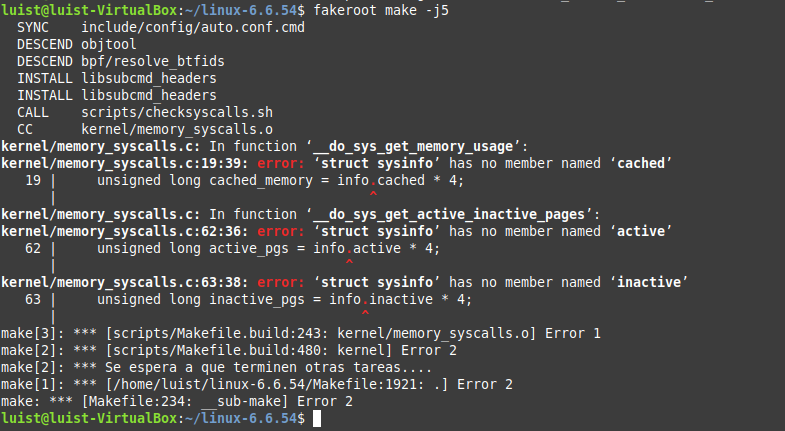 luist@luist-VirtualBox:~/linux-6.6.54$ fakeroot make -j5
  SYNC    include/config/auto.conf.cmd
  DESCEND objtool
  DESCEND bpf/resolve_btfids
  INSTALL libsubcmd_headers
  INSTALL libsubcmd_headers
  CALL    scripts/checksyscalls.sh
  CC      kernel/memory_syscalls.o
kernel/memory_syscalls.c: In function ‘__do_sys_get_memory_usage’:
kernel/memory_syscalls.c:19:39: error: ‘struct sysinfo’ has no member named ‘cached’
   19 |     unsigned long cached_memory = info.cached * 4;
      |                                       ^
kernel/memory_syscalls.c: In function ‘__do_sys_get_active_inactive_pages’:
kernel/memory_syscalls.c:62:36: error: ‘struct sysinfo’ has no member named ‘active’
   62 |     unsigned long active_pgs = info.active * 4;
      |                                    ^
kernel/memory_syscalls.c:63:38: error: ‘struct sysinfo’ has no member named ‘inactive’
   63 |     unsigned long inactive_pgs = info.inactive * 4;
      |                                      ^
make[3]: *** [scripts/Makefile.build:243: kernel/memory_syscalls.o] Error 1
make[2]: *** [scripts/Makefile.build:480: kernel] Error 2
make[2]: *** Se espera a que terminen otras tareas....
make[1]: *** [/home/luist/linux-6.6.54/Makefile:1921: .] Error 2
make: *** [Makefile:234: __sub-make] Error 2
luist@luist-VirtualBox:~/linux-6.6.54$